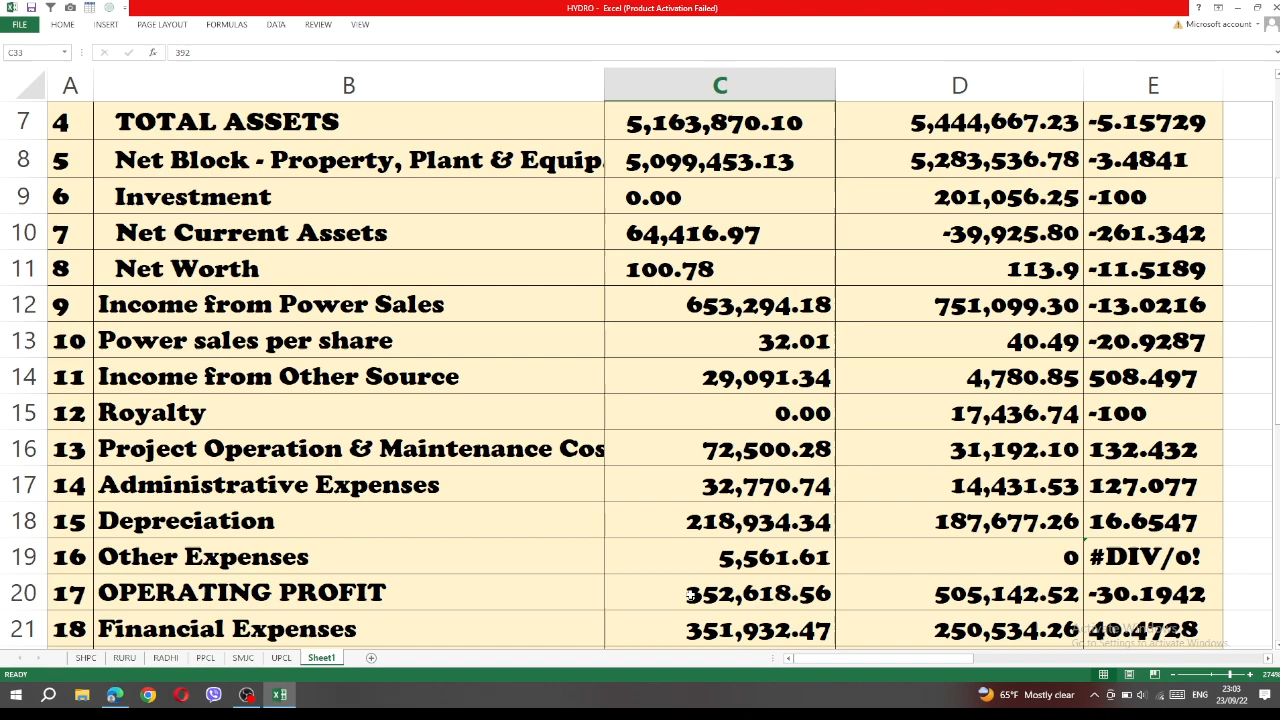 HYDRO - Excel (Product Activation Failed)
FILE HOME INSERT PAGE LAYOUT FORMULAS DATA REVIEW VIEW Microsoft account
C33 fx 392
A B C D E
7 4 TOTAL ASSETS 5,163,870.10 5,444,667.23 -5.15729
8 5 Net Block - Property, Plant & Equip. 5,099,453.13 5,283,536.78 -3.4841
9 6 Investment 0.00 201,056.25 -100
10 7 Net Current Assets 64,416.97 -39,925.80 -261.342
11 8 Net Worth 100.78 113.9 -11.5189
12 9 Income from Power Sales 653,294.18 751,099.30 -13.0216
13 10 Power sales per share 32.01 40.49 -20.9287
14 11 Income from Other Source 29,091.34 4,780.85 508.497
15 12 Royalty 0.00 17,436.74 -100
16 13 Project Operation & Maintenance Cos 72,500.28 31,192.10 132.432
17 14 Administrative Expenses 32,770.74 14,431.53 127.077
18 15 Depreciation 218,934.34 187,677.26 16.6547
19 16 Other Expenses 5,561.61 0 #DIV/0!
20 17 OPERATING PROFIT 352,618.56 505,142.52 -30.1942
21 18 Financial Expenses 351,932.47 250,534.26
Activate Windows
Go to Settings to activate Windows.
SHPC RURU RADHI PPCL SMJC UPCL Sheet1
READY 274%
65°F Mostly clear ENG 23:03
23/09/22